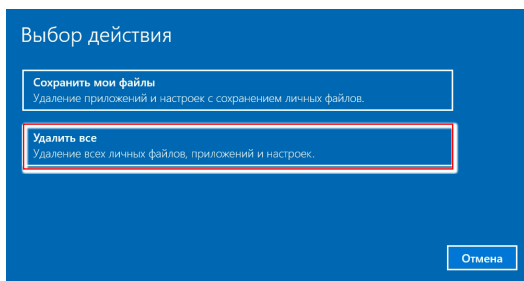 Выбор действия
Сохранить мои файлы
Удаление приложений и настроек с сохранением личных файлов.
Удалить все
Удаление всех личных файлов, приложений и настроек.
Отмена